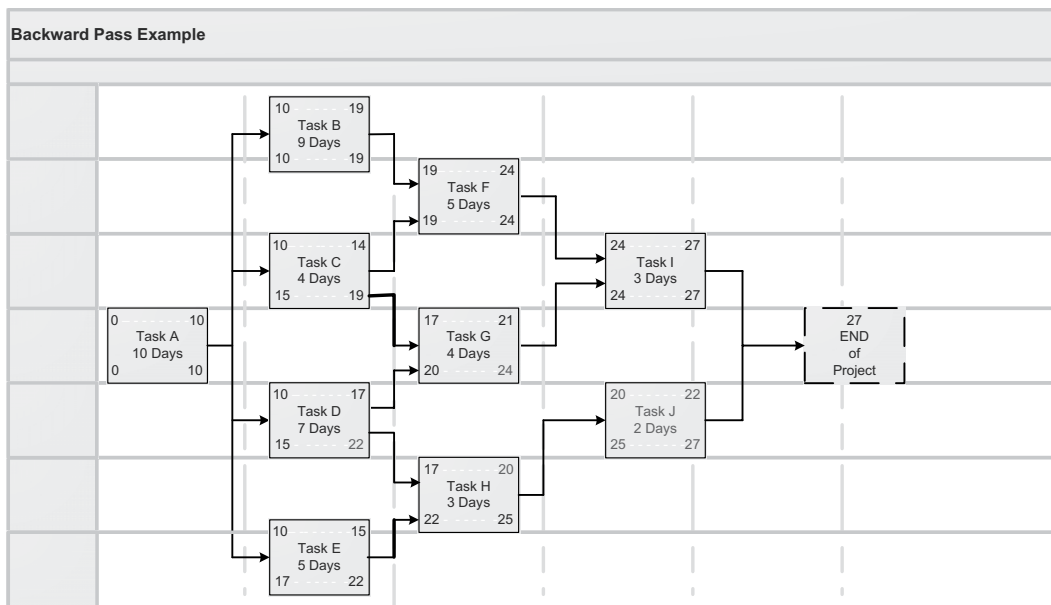 Backward Pass Example
10 19
Task B
9 Days
10 19
19 24
Task F
5 Days
19 24
10 14
Task C
4 Days
15 19
24 27
Task I
3 Days
24 27
0 10
Task A
10 Days
0 10
17 21
Task G
4 Days
20 24
27
END
of
Project
10 17
Task D
7 Days
15 22
20 22
Task J
2 Days
25 27
17 20
Task H
3 Days
22 25
10 15
Task E
5 Days
17 22